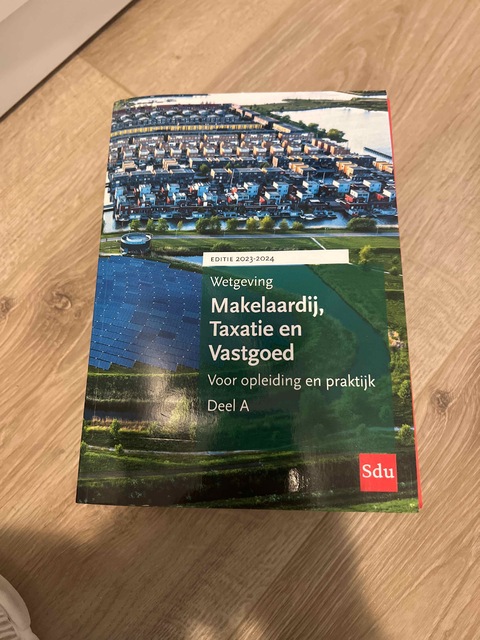 EDITIE 2023-2024
Wetgeving
Makelaardij,
Taxatie en
Vastgoed
Voor opleiding en praktijk
Deel A
Sdu